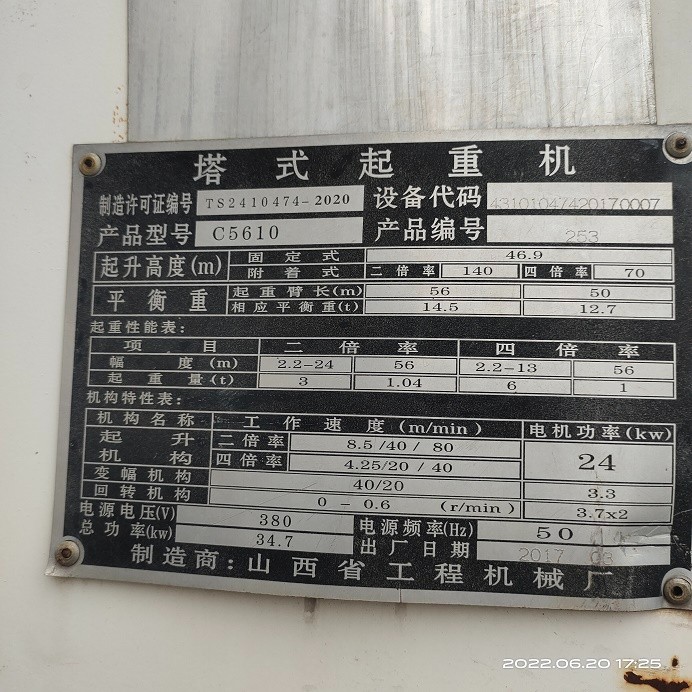 塔式起重机
制造许可证编号 TS2410474-2020 设备代码 43101047420170007
产品型号 C5610 产品编号 253
起升高度(m) 固定式 46.9
附着式 二倍率 140 四倍率 70
平衡重 起重臂长(m) 56 50
相应平衡重(t) 14.5 12.7
起重性能表:
项目 二倍率 四倍率
幅度(m) 2.2-24 56 2.2-13 56
起重量(t) 3 1.04 6 1
机构特性表:
机构名称 工作速度(m/min) 电机功率(kw)
起升机构 二倍率 8.5/40/80 24
四倍率 4.25/20/40
变幅机构 40/20 3.3
回转机构 0-0.6 (r/min) 3.7x2
电源电压(V) 380 电源频率(Hz) 50
总功率(kw) 34.7 出厂日期 2017 03
制造商:山西省工程机械厂
2022.06.20 17:25